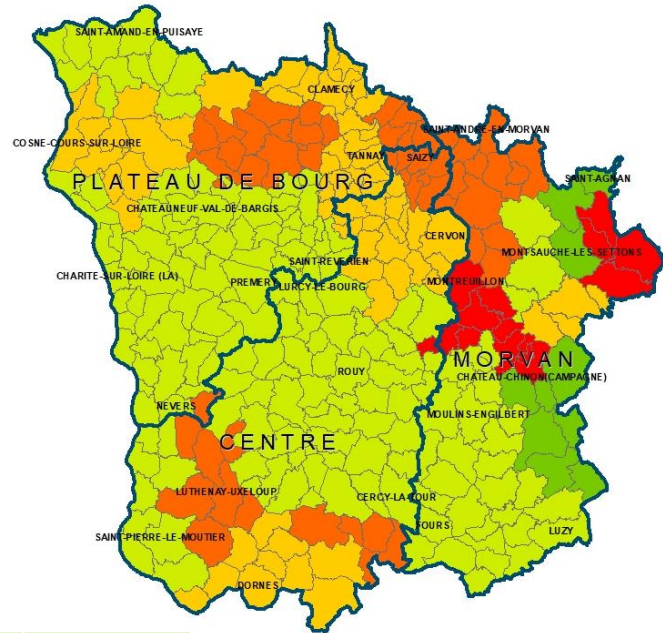 SAINT-AMAND-EN-PUISAYE
CLAMECY
COSNE-COURS-SUR-LOIRE
SAINT-ANDRE-EN-MORVAN
TANNAY
SAIZY
SAINT-AGNAN
PLATEAU DE BOURG
CHATEAUNEUF-VAL-DE-BARGIS
CERVON
MONTSAUCHE-LES-SETTONS
SAINT-REVERIEN
CHARITE-SUR-LOIRE (LA)
PREMERY
LURCY-LE-BOURG
MONTREUILLON
MORVAN
ROUY
CHATEAU-CHINON(CAMPAGNE)
NEVERS
MOULINS-ENGILBERT
CENTRE
LUTHENAY-UXELOUP
CERCY-LA-TOUR
FOURS
LUZY
SAINT-PIERRE-LE-MOUTIER
DORNES